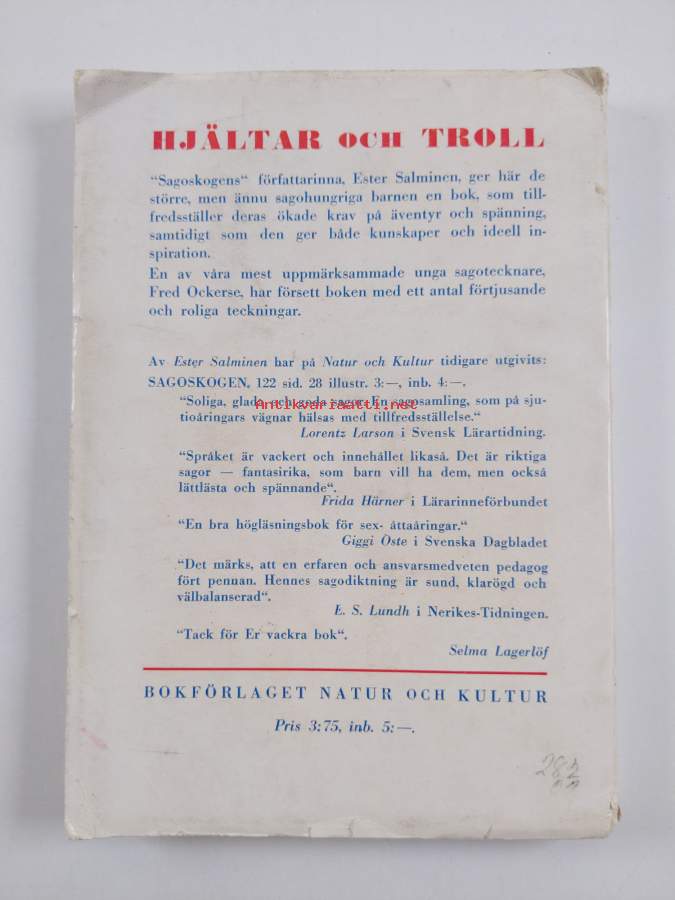 HJÄLTAR OCH TROLL
"Sagoskogens" författarinna, Ester Salminen, ger här de
större, men ännu sagohungriga barnen en bok, som till-
fredsställer deras ökade krav på äventyr och spänning,
samtidigt som den ger både kunskaper och ideell in-
spiration.
En av våra mest uppmärksammade unga sagotecknare,
Fred Ockerse, har försett boken med ett antal förtjusande
och roliga teckningar.
Av Ester Salminen har på Natur och Kultur tidigare utgivits:
SAGOSKOGEN, 122 sid. 28 illustr. 3:—, inb. 4:—.
"Soliga, glada och goda sagor. En sagosamling, som på sju-
Antikvariaatti.net
tioåringars vägnar hälsas med tillfredsställelse."
Lorentz Larson i Svensk Lärartidning.
"Språket är vackert och innehållet likaså. Det är riktiga
sagor — fantasirika, som barn vill ha dem, men också
lättlästa och spännande".
Frida Härner i Lärarinneförbundet
"En bra högläsningsbok för sex- åttaåringar."
Giggi Öste i Svenska Dagbladet
"Det märks, att en erfaren och ansvarsmedveten pedagog
fört pennan. Hennes sagodiktning är sund, klarögd och
välbalanserad".
E. S. Lundh i Nerikes-Tidningen.
"Tack för Er vackra bok".
Selma Lagerlöf
BOKFÖRLAGET NATUR OCH KULTUR
Pris 3:75, inb. 5:—.
282